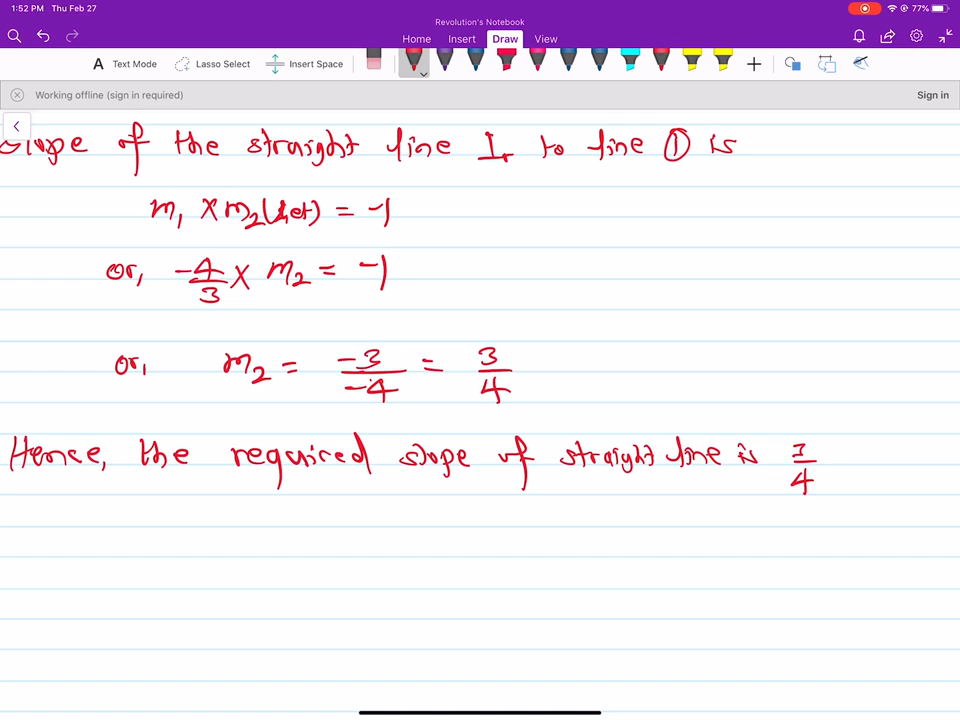 1:52 PM Thu Feb 27
77%
Revolution's Notebook
Home Insert Draw View
A Text Mode Lasso Select Insert Space
Working offline (sign in required) Sign in
Slope of the straight line ⊥r to line ① is
m₁ × m₂(let) = -1
or, -4/3 × m₂ = -1
or, m₂ = -3/-4 = 3/4
Hence, the required slope of straight line is 3/4